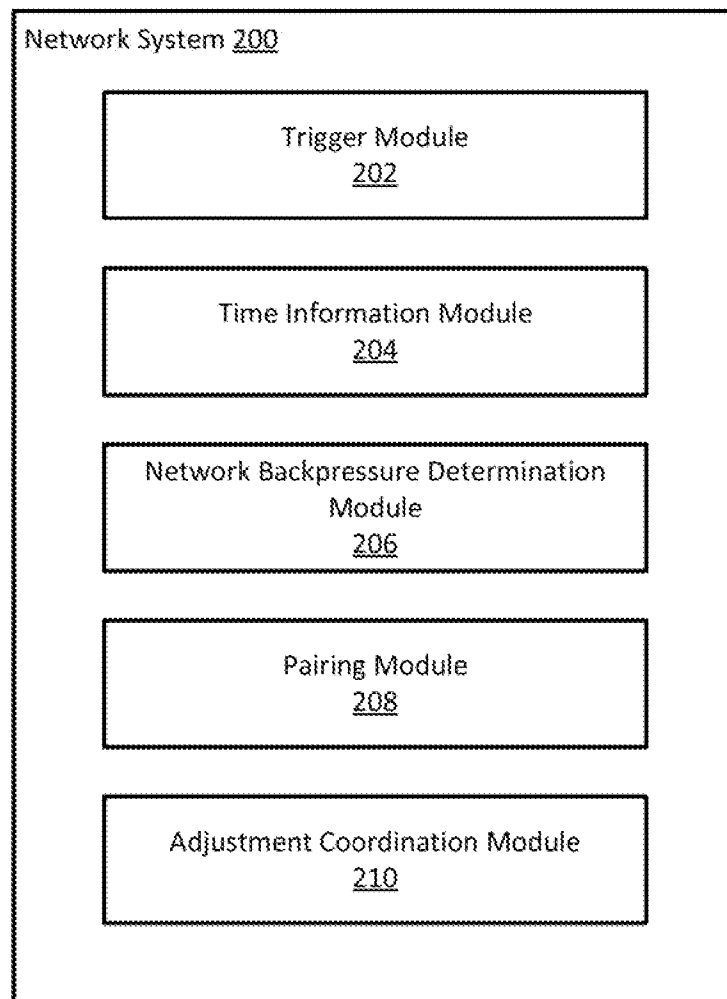 Network System 200
Trigger Module
202
Time Information Module
204
Network Backpressure Determination
Module
206
Pairing Module
208
Adjustment Coordination Module
210